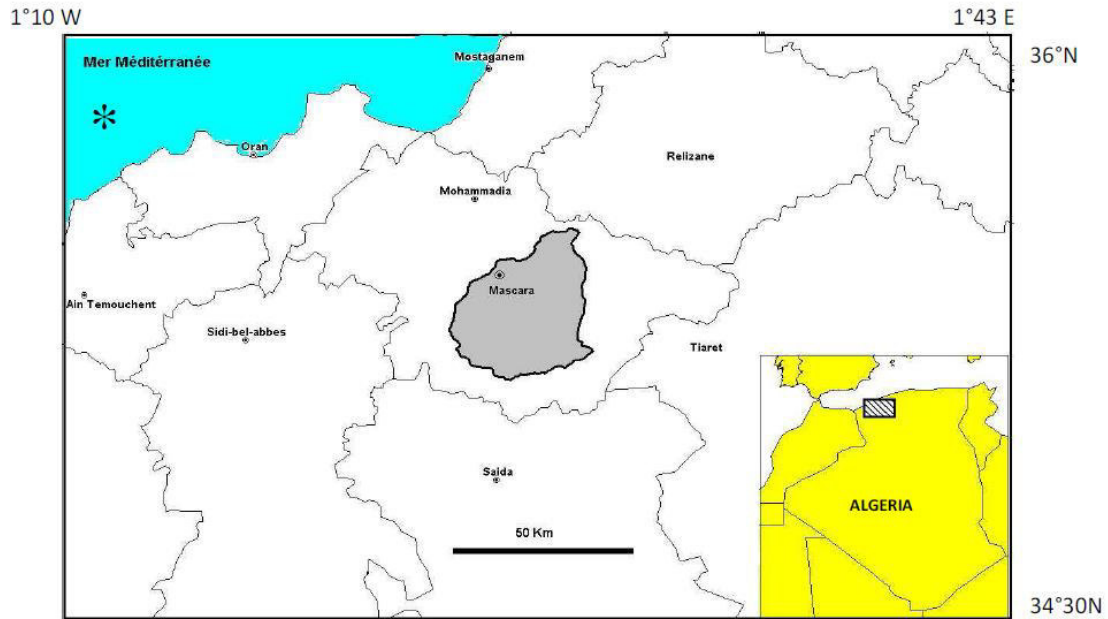 1°10 W
1°43 E
36°N
Mer Méditérranée
Mostaganem
*
Oran
Relizane
Mohammadia
Mascara
Ain Temouchent
Sidi-bel-abbes
Tiaret
Saida
ALGERIA
50 Km
34°30N